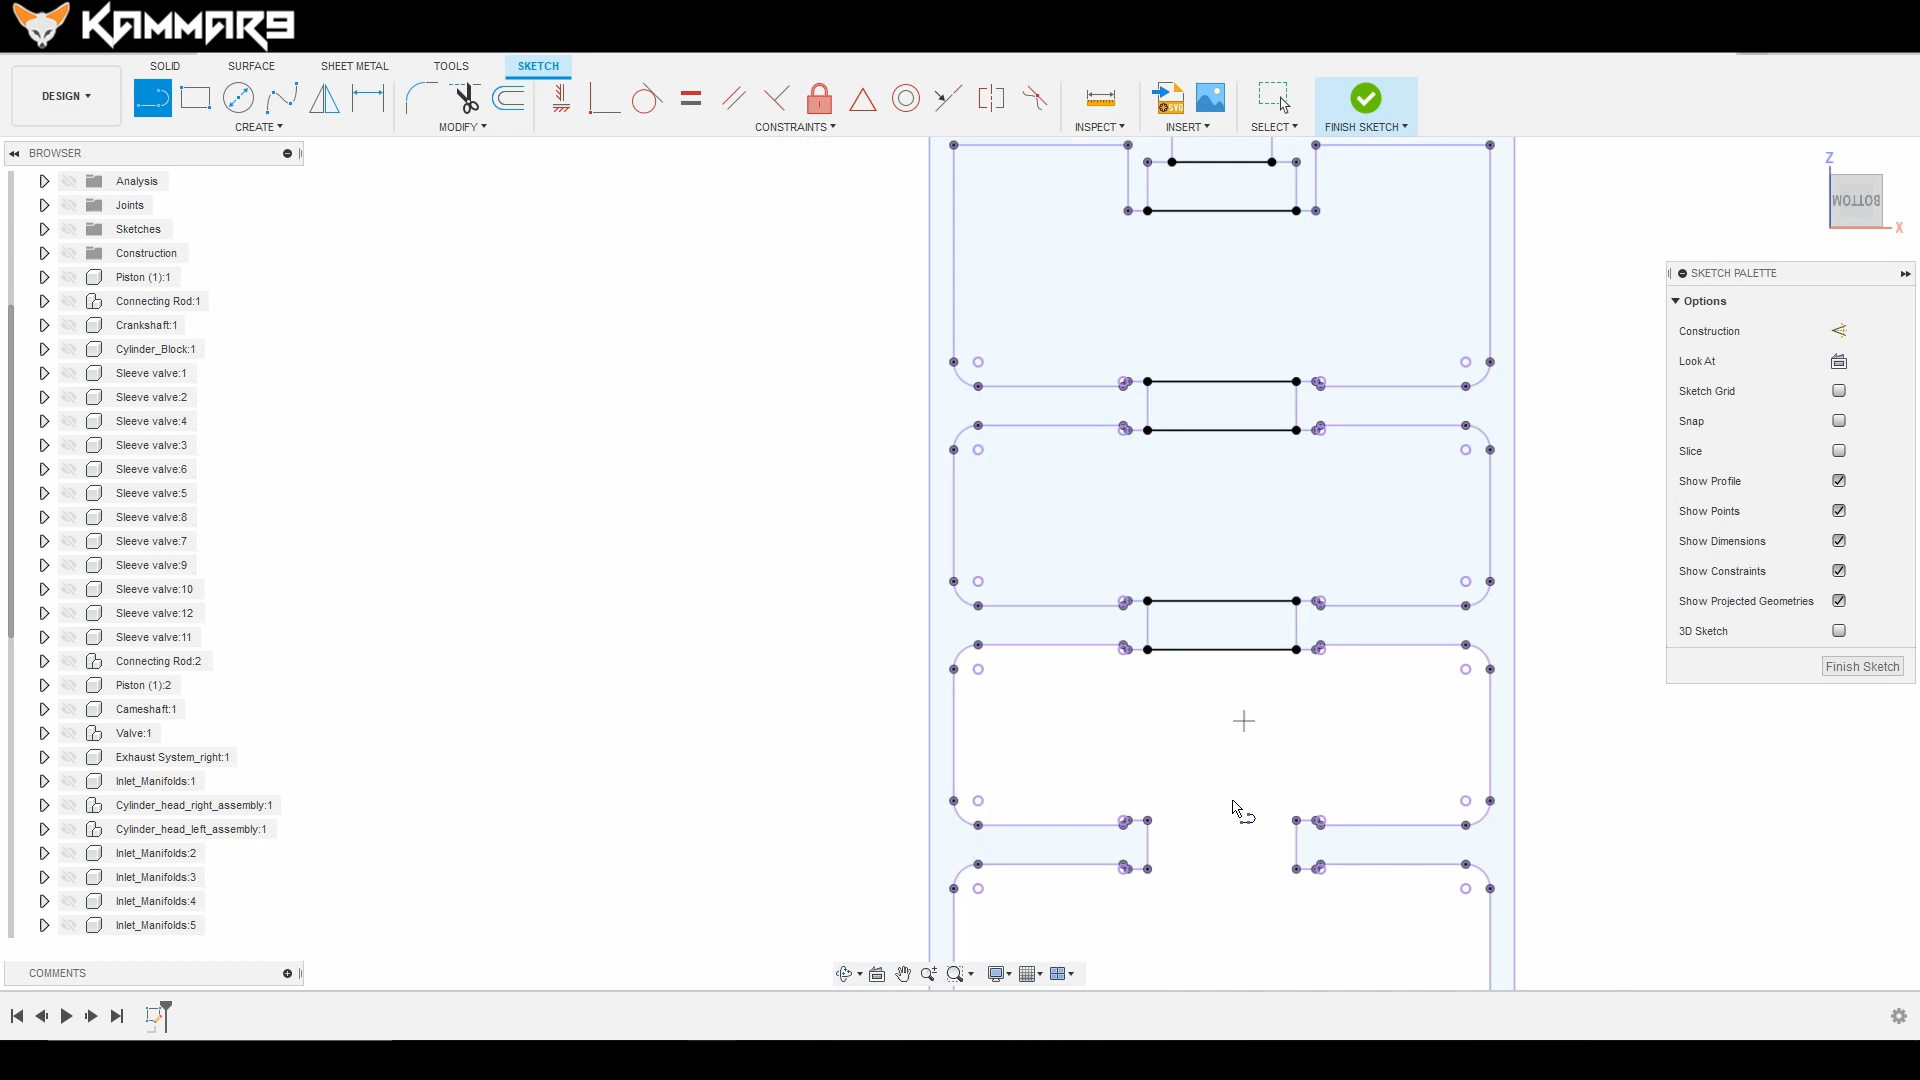 KAMMAR9
SOLID SURFACE SHEET METAL TOOLS SKETCH
DESIGN
CREATE MODIFY CONSTRAINTS INSPECT INSERT SELECT FINISH SKETCH
SVG
BROWSER
Analysis
Joints
Sketches
Construction
Piston (1):1
Connecting Rod:1
Crankshaft:1
Cylinder_Block:1
Sleeve valve:1
Sleeve valve:2
Sleeve valve:4
Sleeve valve:3
Sleeve valve:6
Sleeve valve:5
Sleeve valve:8
Sleeve valve:7
Sleeve valve:9
Sleeve valve:10
Sleeve valve:12
Sleeve valve:11
Connecting Rod:2
Piston (1):2
Cameshaft:1
Valve:1
Exhaust System_right:1
Inlet_Manifolds:1
Cylinder_head_right_assembly:1
Cylinder_head_left_assembly:1
Inlet_Manifolds:2
Inlet_Manifolds:3
Inlet_Manifolds:4
Inlet_Manifolds:5
COMMENTS
Z
BOTTOM
X
SKETCH PALETTE
Options
Construction
Look At
Sketch Grid
Snap
Slice
Show Profile
Show Points
Show Dimensions
Show Constraints
Show Projected Geometries
3D Sketch
Finish Sketch